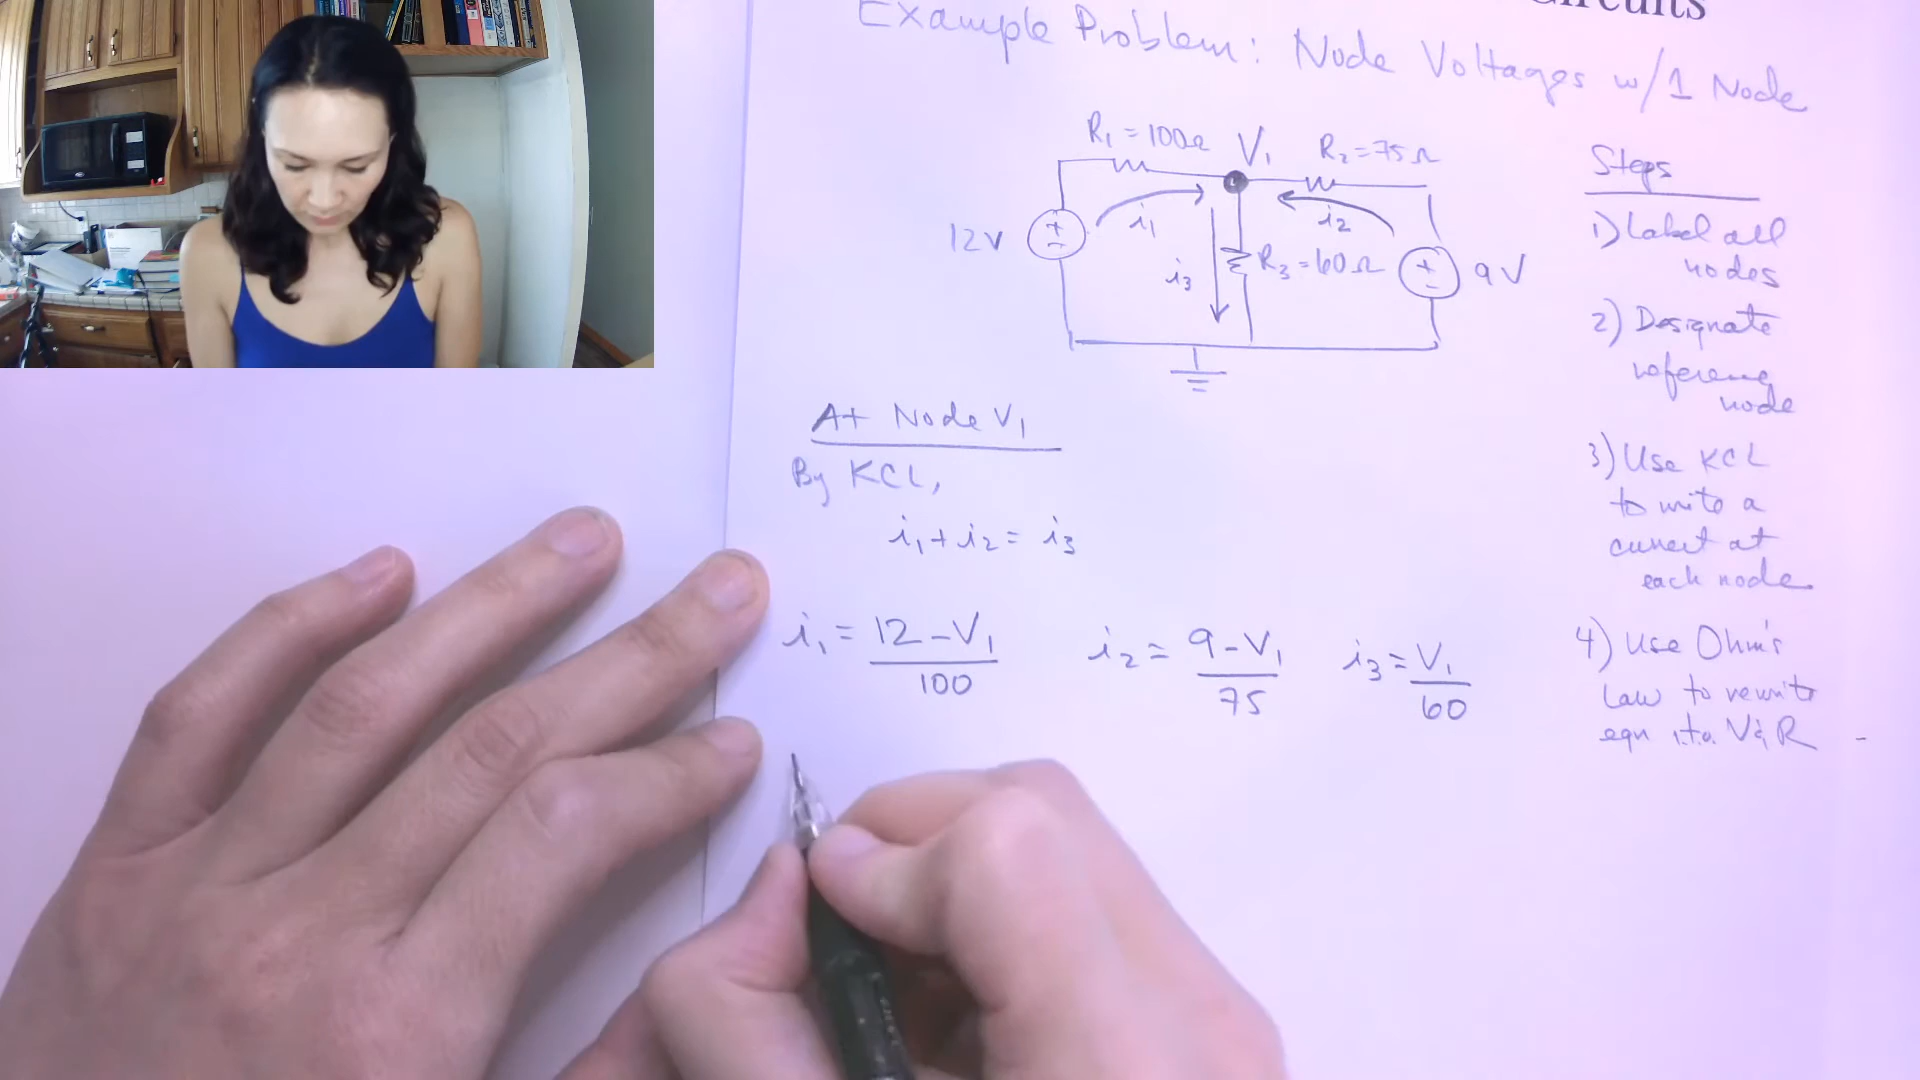 Circuits
Example Problem: Node Voltages w/1 Node
R₁ = 100Ω
V₁
R₂ = 75Ω
12V
+
-
i₁
i₂
i₃
R₃ = 60Ω
+
-
9V
At Node V₁
By KCL,
i₁ + i₂ = i₃
i₁ = 12 - V₁
100
i₂ = 9 - V₁
75
i₃ = V₁
60
Steps
1) Label all
nodes
2) Designate
reference
node
3) Use KCL
to write a
current at
each node
4) Use Ohm's
Law to rewrite
eqn i.t.o. V & R